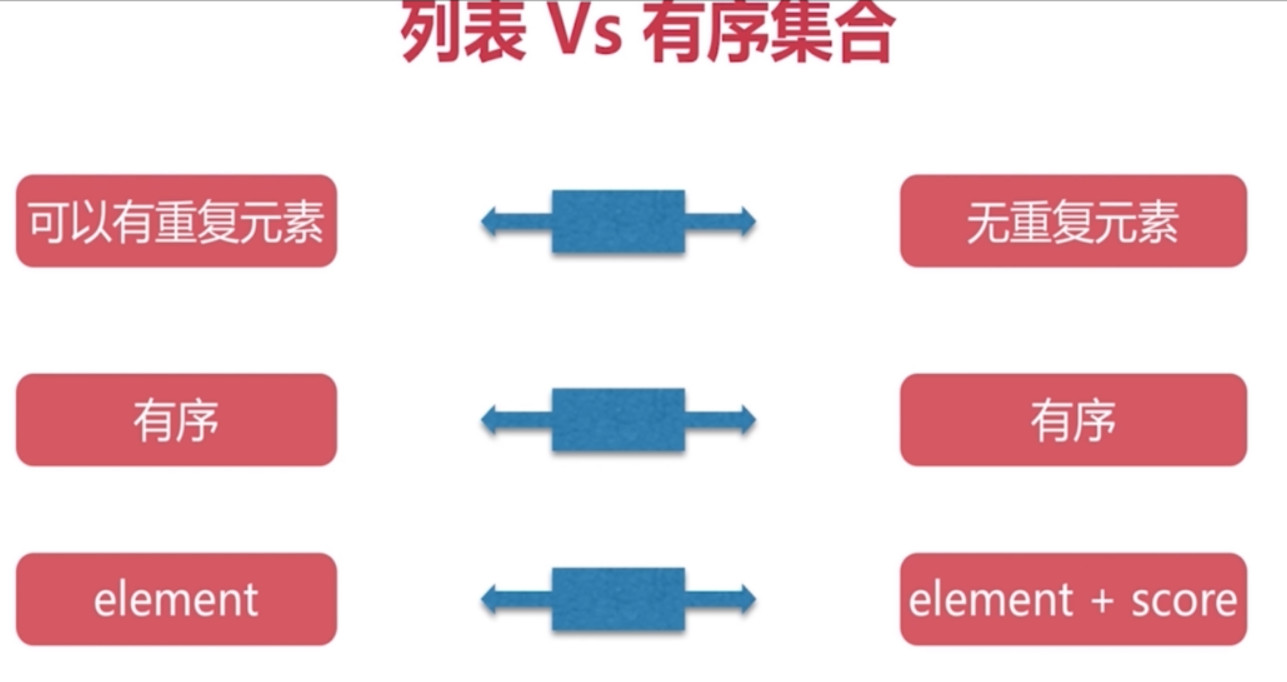 列表 Vs 有序集合
可以有重复元素
无重复元素
有序
有序
element
element + score